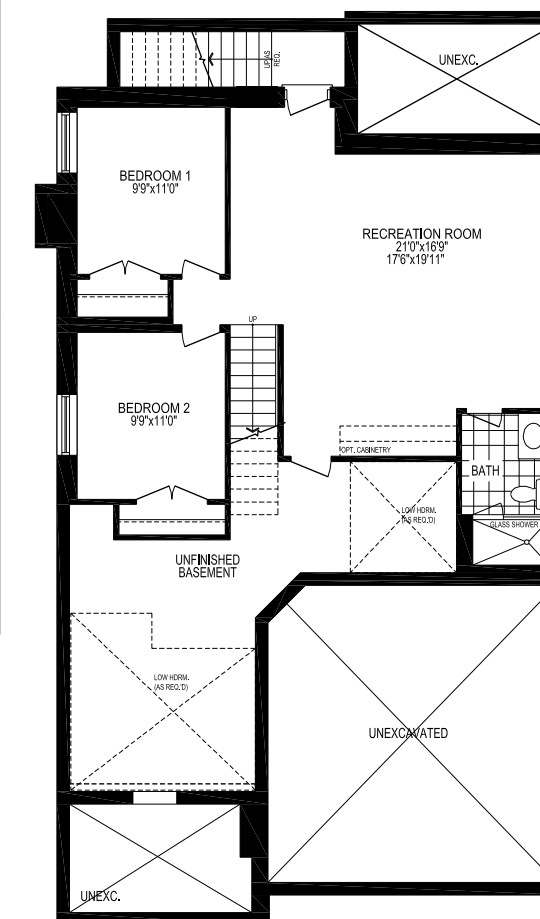 UP AS
REQ.
UNEXC.
BEDROOM 1
9'9"x11'0"
RECREATION ROOM
21'0"x16'9"
17'6"x19'11"
UP
BEDROOM 2
9'9"x11'0"
OPT. CABINETRY
BATH
LOW HDRM.
(AS REQ.'D)
GLASS SHOWER
UNFINISHED
BASEMENT
LOW HDRM.
(AS REQ.'D)
UNEXCAVATED
UNEXC.